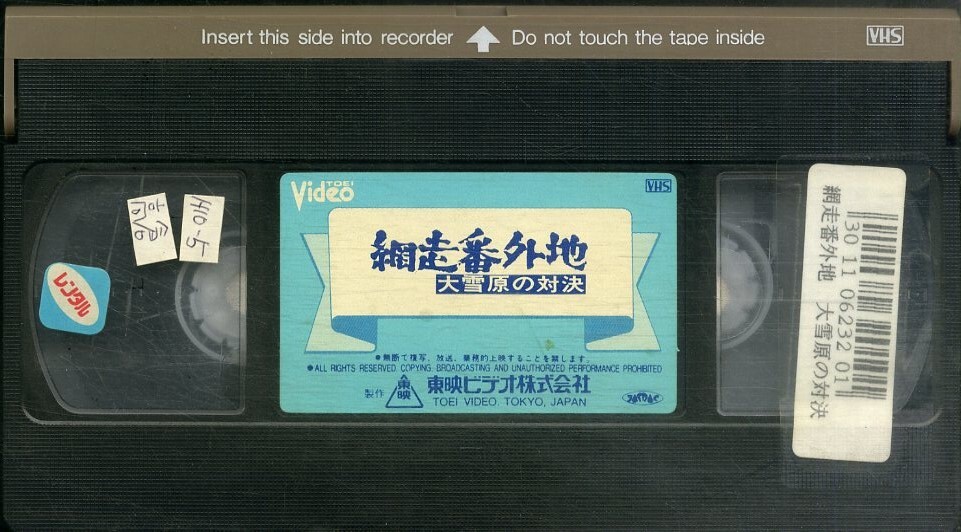 Insert this side into recorder Do not touch the tape inside
VHS
TOEI
Video
VHS
網走番外地
大雪原の対決
●無断で複写、放送、業務的上映することを禁じます。
●ALL RIGHTS RESERVED. COPYING, BROADCASTING AND UNAUTHORIZED PERFORMANCE PROHIBITED
製作 東映 東映ビデオ株式会社
TOEI VIDEO. TOKYO, JAPAN
レンタル
H10-5
130 11 06232 01
網走番外地 大雪原の対決